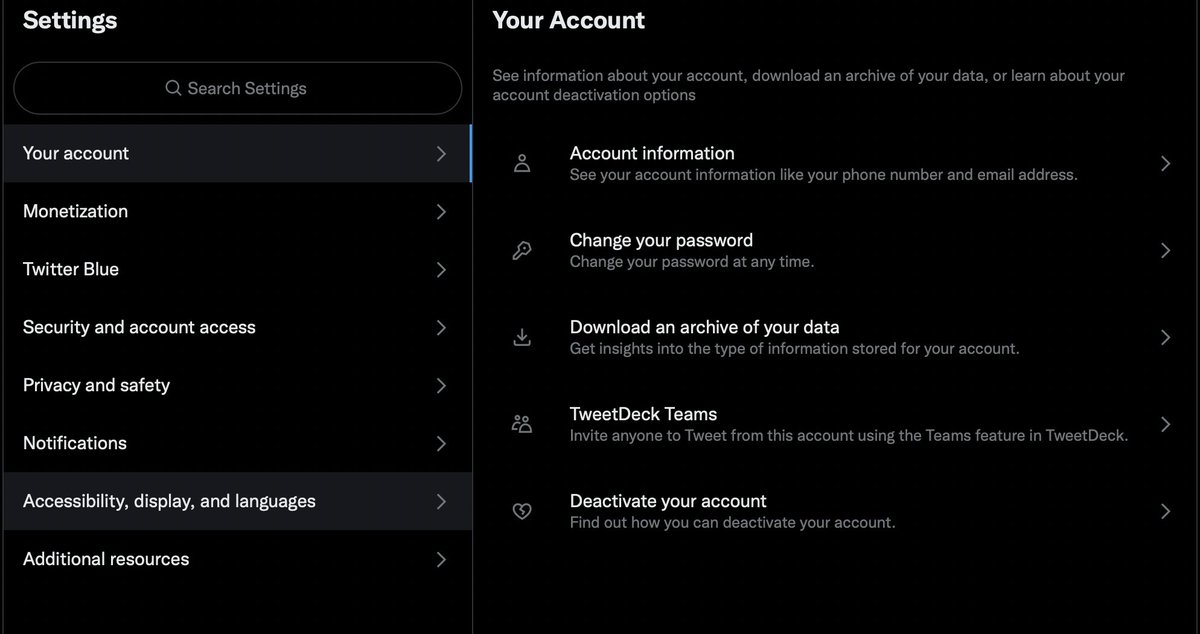 Settings
Search Settings
Your account
Monetization
Twitter Blue
Security and account access
Privacy and safety
Notifications
Accessibility, display, and languages
Additional resources
Your Account
See information about your account, download an archive of your data, or learn about your
account deactivation options
Account information
See your account information like your phone number and email address.
Change your password
Change your password at any time.
Download an archive of your data
Get insights into the type of information stored for your account.
TweetDeck Teams
Invite anyone to Tweet from this account using the Teams feature in TweetDeck.
Deactivate your account
Find out how you can deactivate your account.